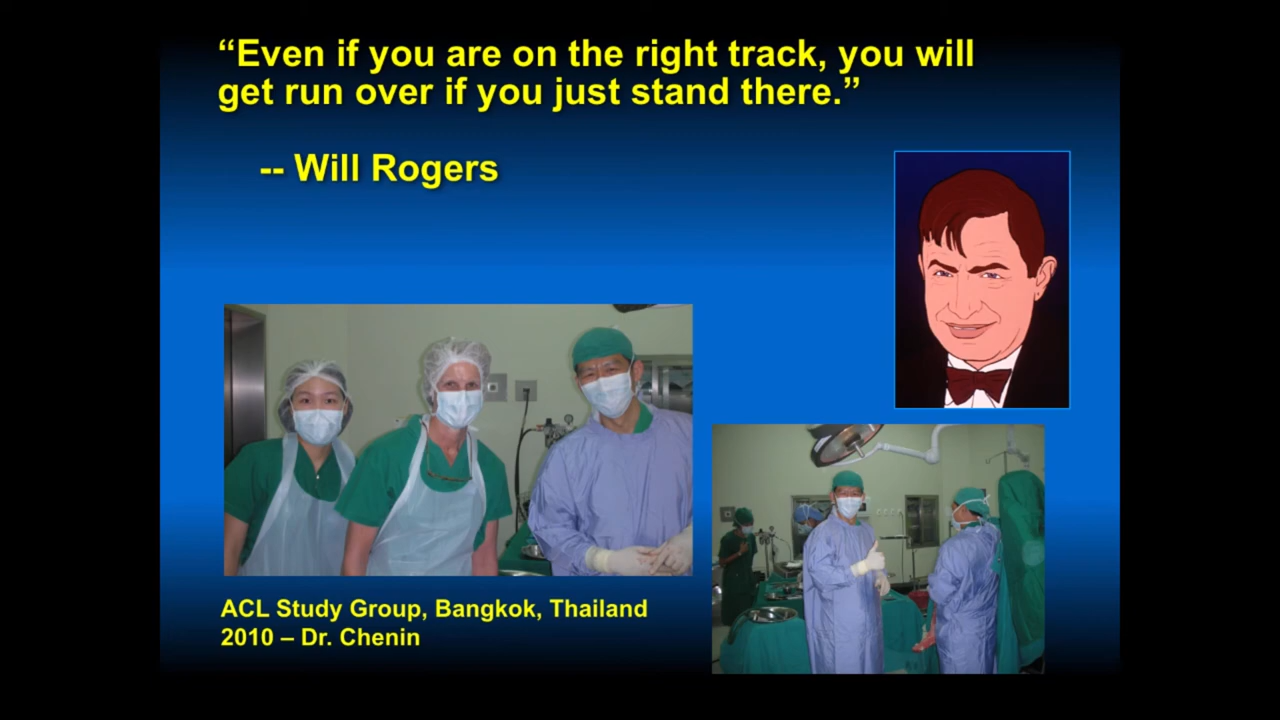 “Even if you are on the right track, you will
get run over if you just stand there.”
-- Will Rogers
ACL Study Group, Bangkok, Thailand
2010 – Dr. Chenin